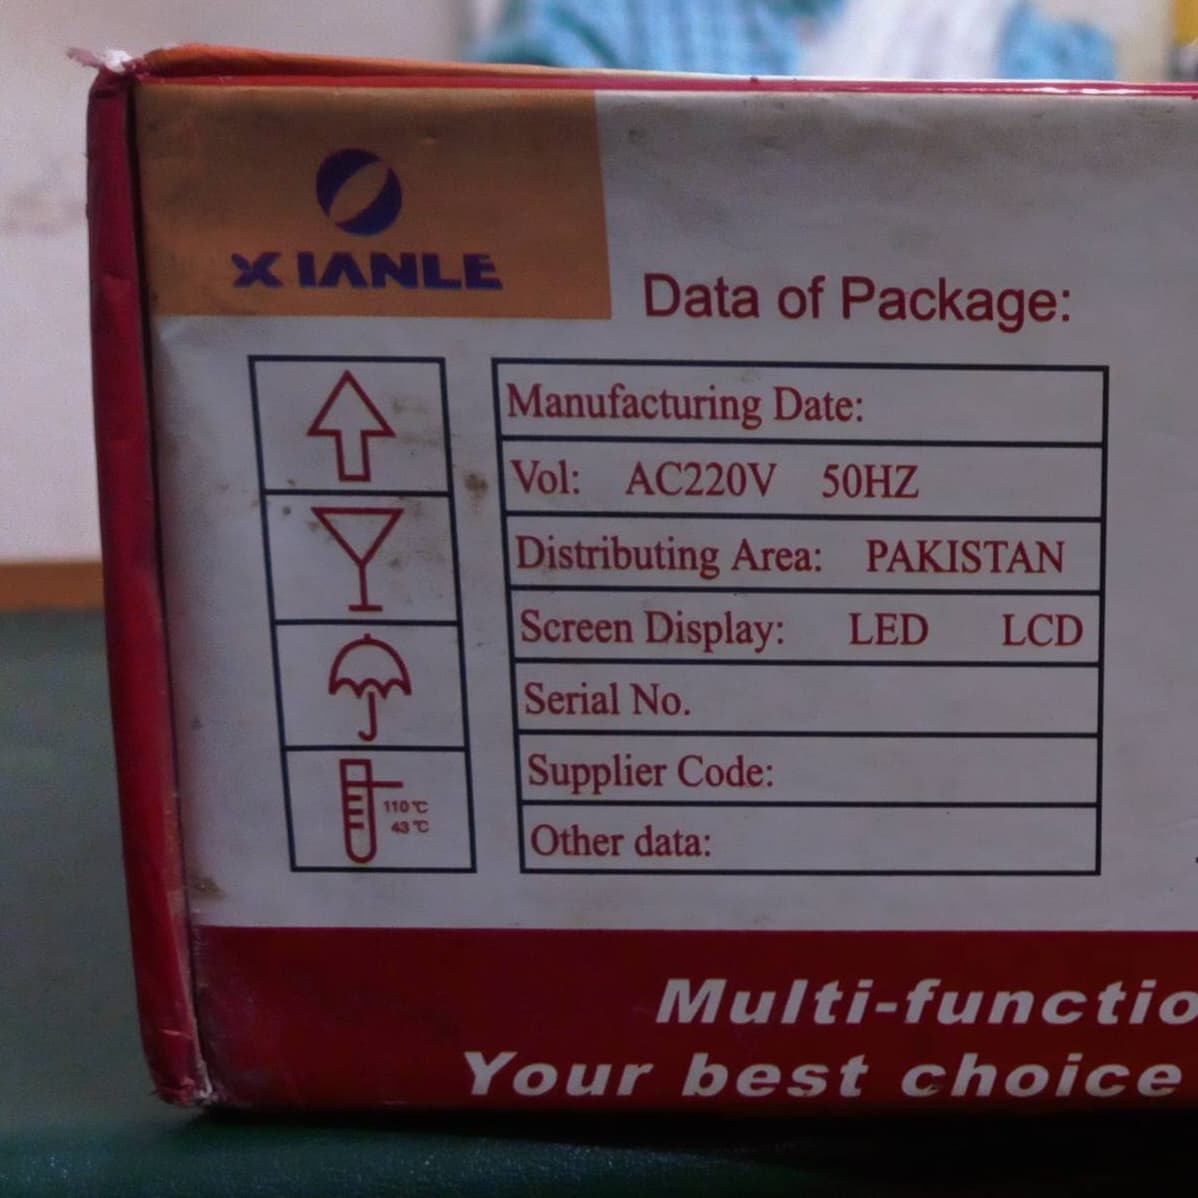 XIANLE
Data of Package:
Manufacturing Date:
Vol: AC220V 50HZ
Distributing Area: PAKISTAN
Screen Display: LED LCD
Serial No.
Supplier Code:
Other data:
110℃
43℃
Multi-functio
Your best choice